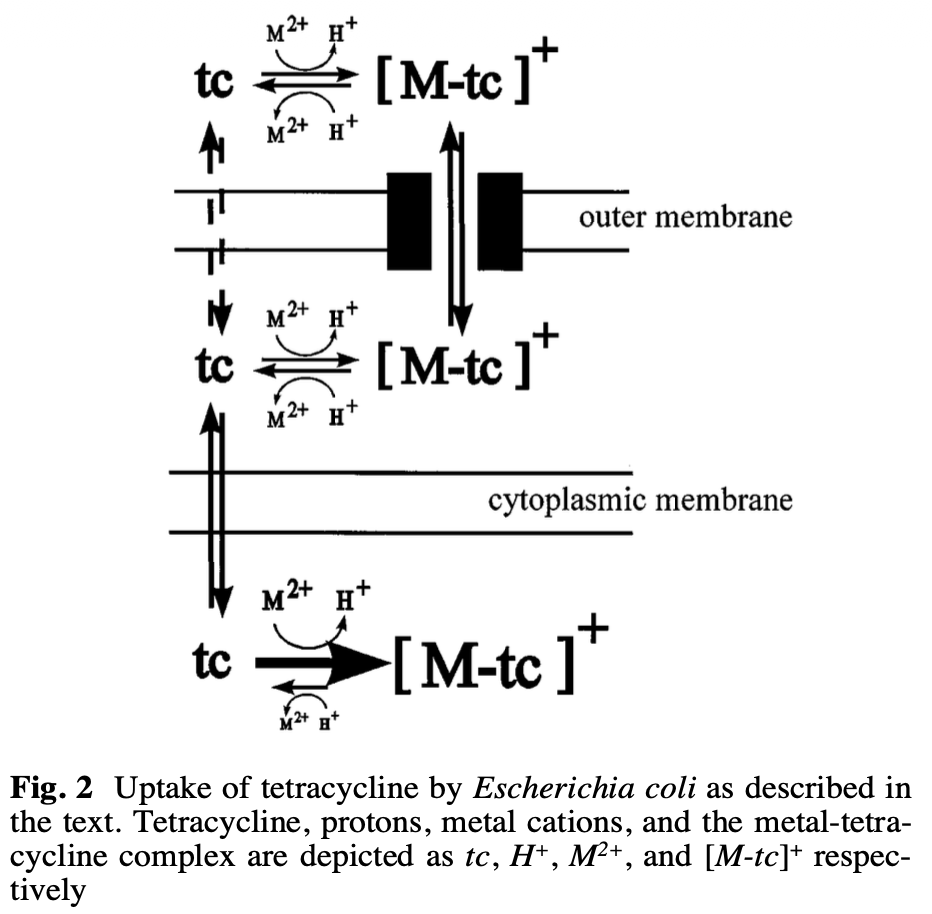 M2+ H+
tc [M-tc]+
M2+ H+
outer membrane
M2+ H+
tc [M-tc]+
M2+ H+
cytoplasmic membrane
M2+ H+
tc [M-tc]+
M2+ H+
Fig. 2 Uptake of tetracycline by Escherichia coli as described in
the text. Tetracycline, protons, metal cations, and the metal-tetra-
cycline complex are depicted as tc, H+, M2+, and [M-tc]+ respec-
tively